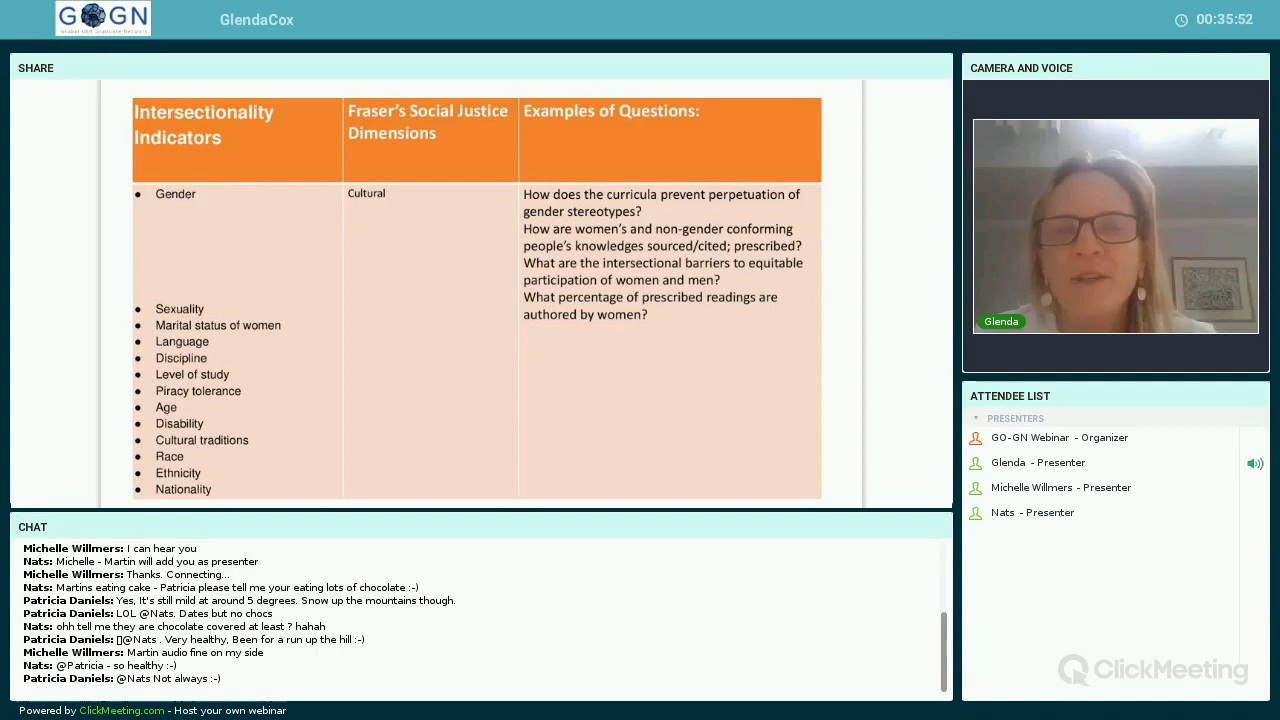 GO GN
Global OER Graduate Network
GlendaCox
00:35:52
SHARE
Intersectionality
Indicators
Fraser's Social Justice
Dimensions
Examples of Questions:
• Gender
Cultural
How does the curricula prevent perpetuation of
gender stereotypes?
How are women's and non-gender conforming
people's knowledges sourced/cited; prescribed?
What are the intersectional barriers to equitable
participation of women and men?
What percentage of prescribed readings are
authored by women?
• Sexuality
• Marital status of women
• Language
• Discipline
• Level of study
• Piracy tolerance
• Age
• Disability
• Cultural traditions
• Race
• Ethnicity
• Nationality
CAMERA AND VOICE
Glenda
ATTENDEE LIST
PRESENTERS
GO-GN Webinar - Organizer
Glenda - Presenter
Michelle Willmers - Presenter
Nats - Presenter
ClickMeeting
CHAT
Michelle Willmers: I can hear you
Nats: Michelle - Martin will add you as presenter
Michelle Willmers: Thanks. Connecting...
Nats: Martins eating cake - Patricia please tell me your eating lots of chocolate :-)
Patricia Daniels: Yes, It's still mild at around 5 degrees. Snow up the mountains though.
Patricia Daniels: LOL @Nats. Dates but no chocs
Nats: ohh tell me they are chocolate covered at least ? hahah
Patricia Daniels: []@Nats . Very healthy, Been for a run up the hill :-)
Michelle Willmers: Martin audio fine on my side
Nats: @Patricia - so healthy :-)
Patricia Daniels: @Nats Not always :-)
Powered by ClickMeeting.com - Host your own webinar